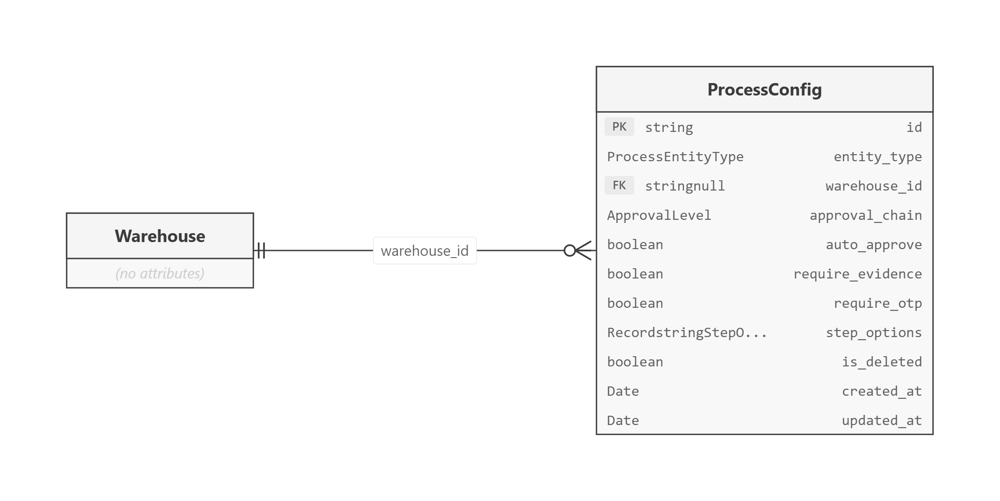 Warehouse
(no attributes)
warehouse_id
ProcessConfig
PK string id
ProcessEntityType entity_type
FK stringnull warehouse_id
ApprovalLevel approval_chain
boolean auto_approve
boolean require_evidence
boolean require_otp
RecordstringStepO... step_options
boolean is_deleted
Date created_at
Date updated_at